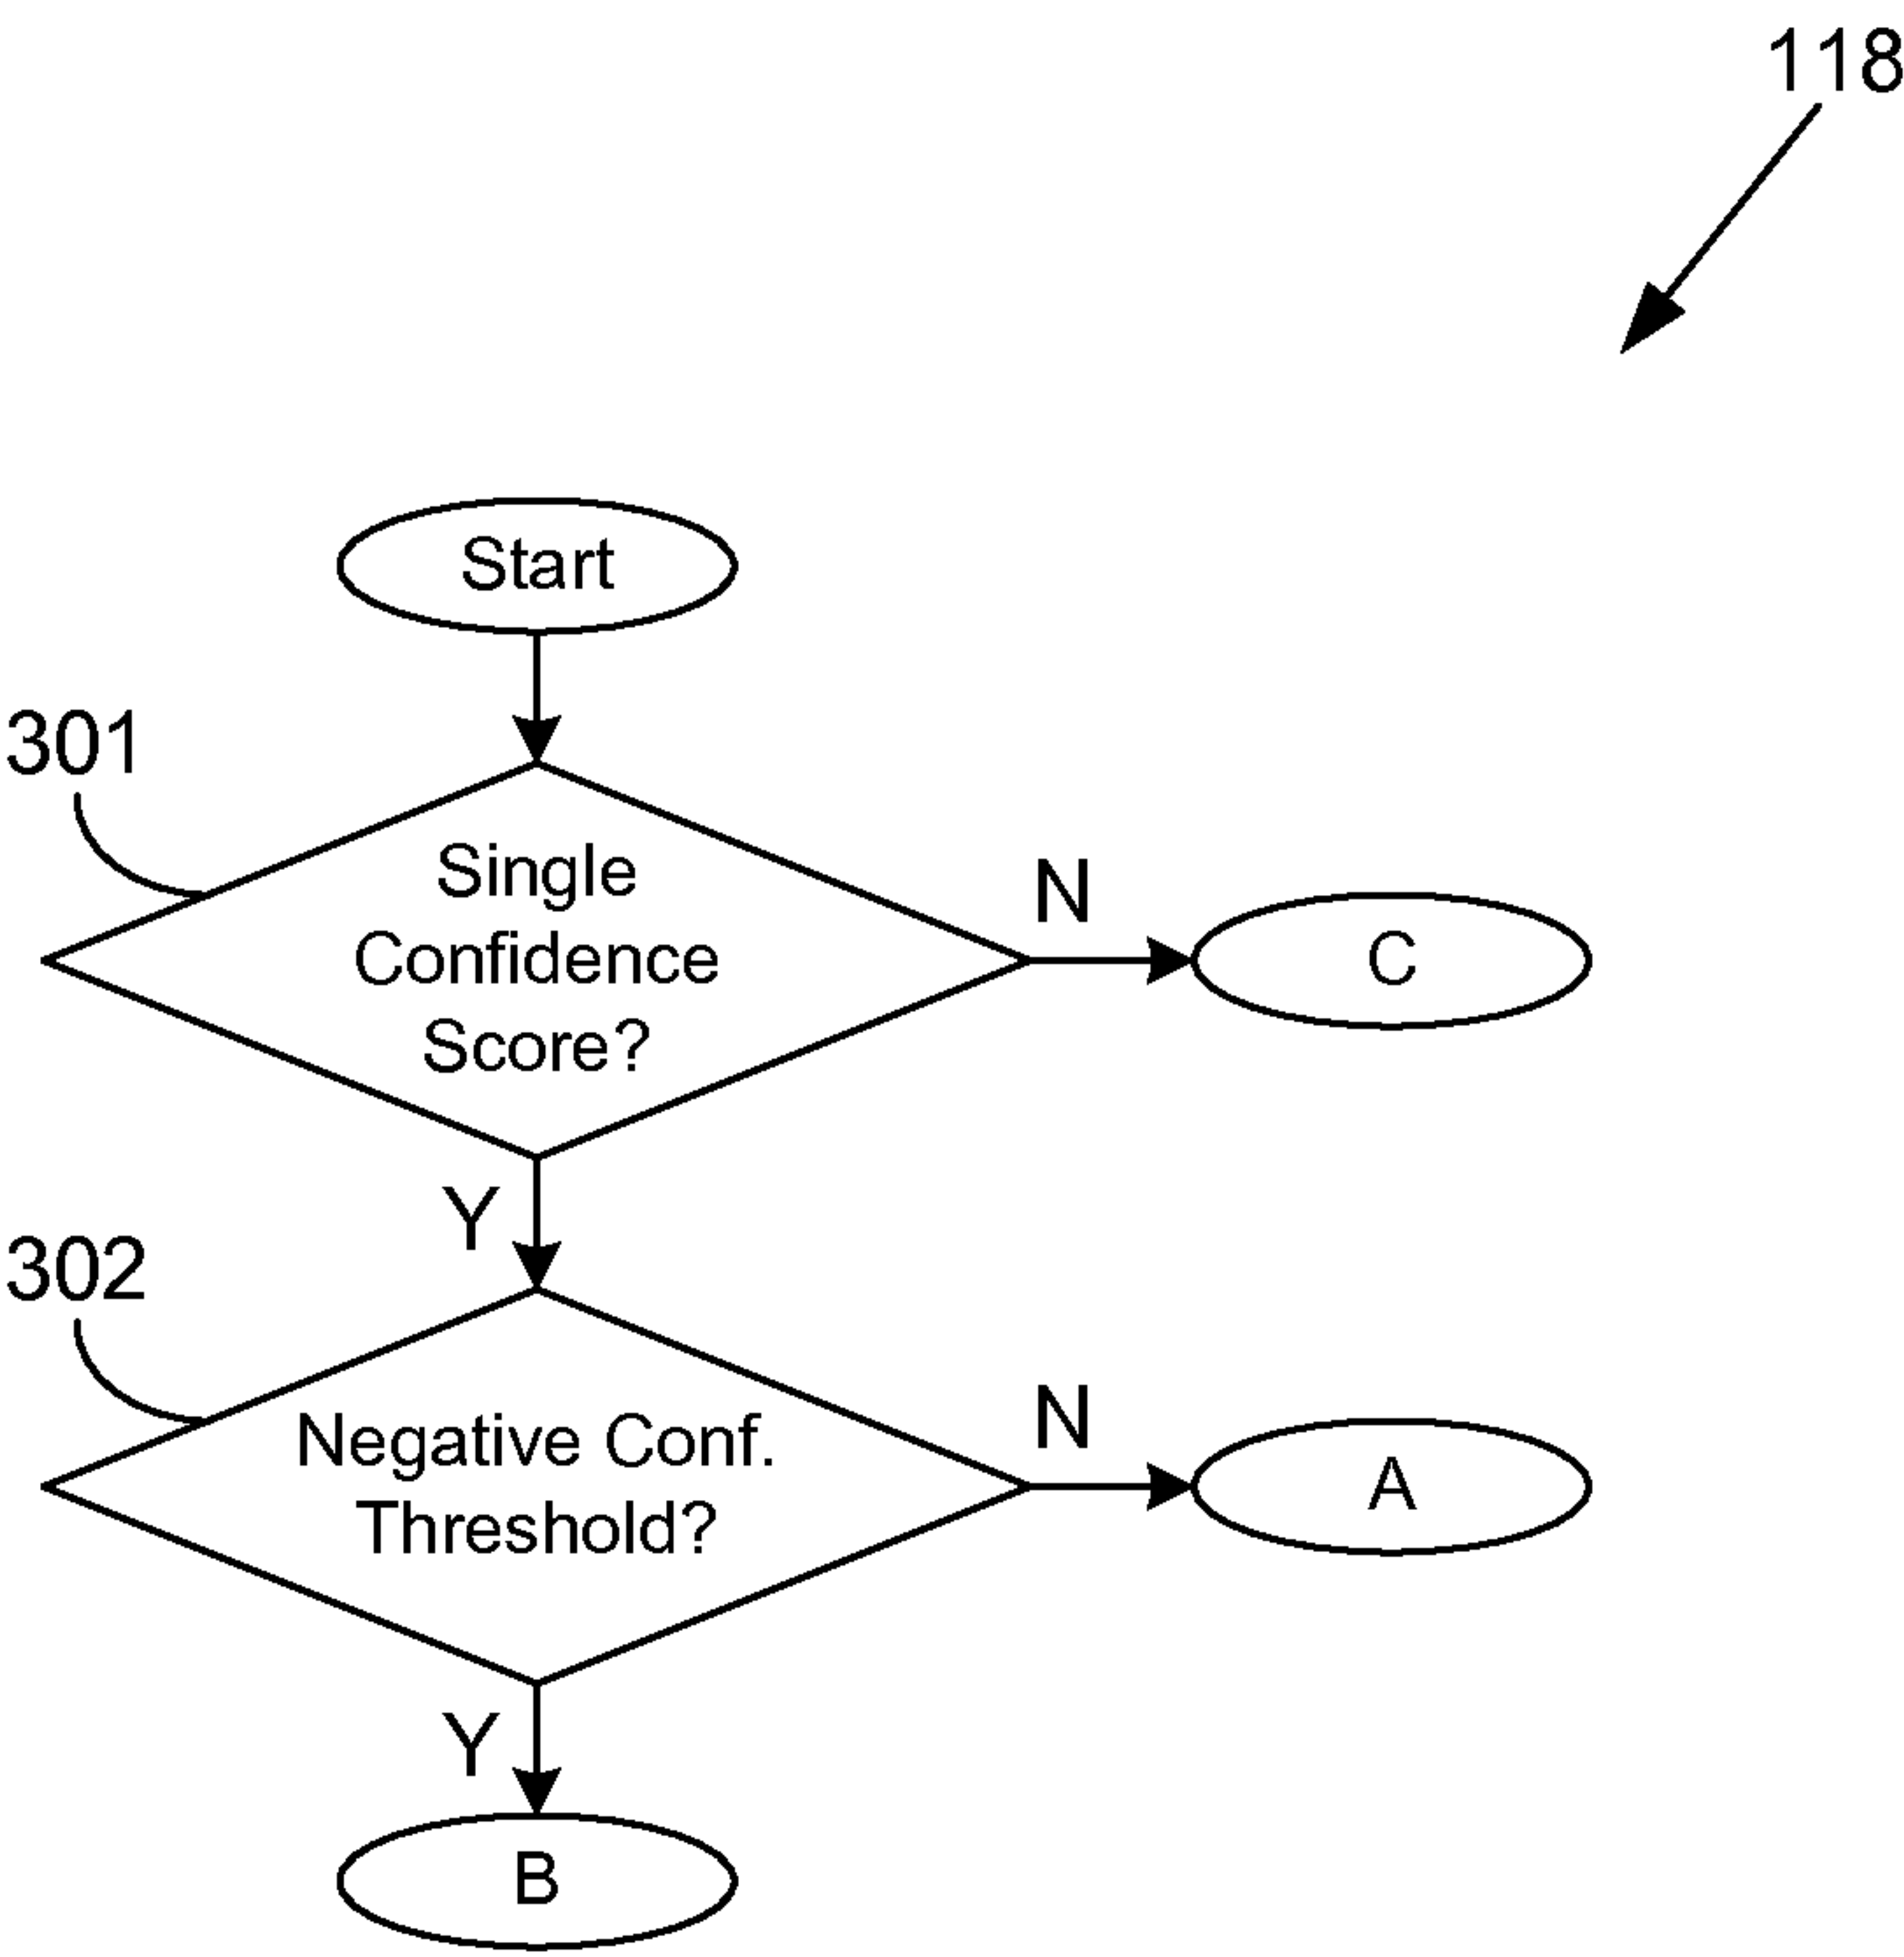 118
Start
301
Single
Confidence
Score?
N
C
Y
302
Negative Conf.
Threshold?
N
A
Y
B